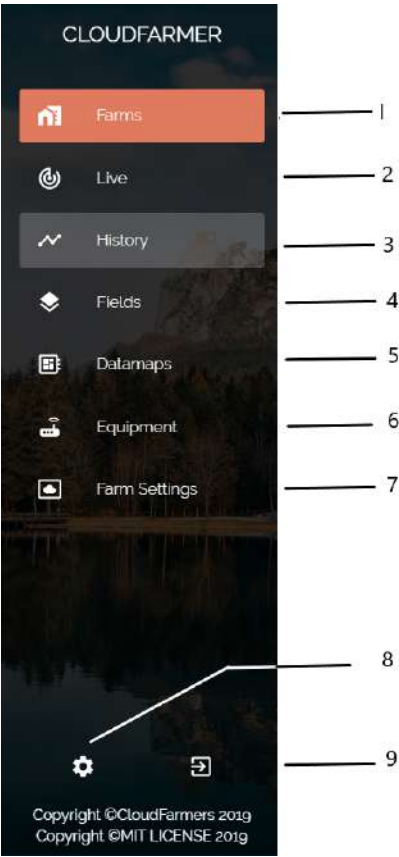 CLOUDFARMER
Farms 1
Live 2
History 3
Fields 4
Datamaps 5
Equipment 6
Farm Settings 7
8
9
Copyright ©CloudFarmers 2019
Copyright ©MIT LICENSE 2019